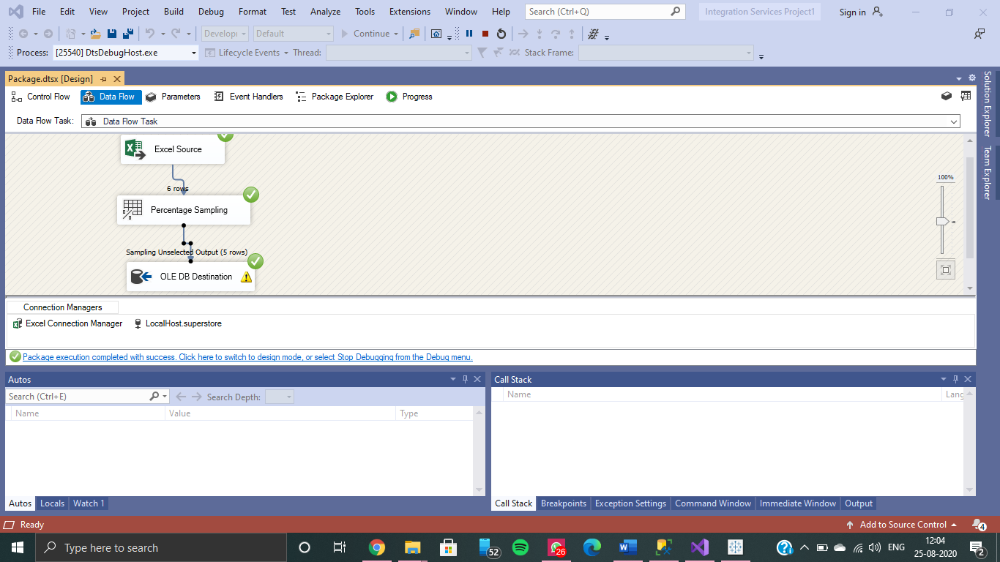 File Edit View Project Build Debug Format Test Analyze Tools Extensions Window Help Search (Ctrl+Q) Integration Services Project1 Sign in
Developi Default Continue
Process: [25540] DtsDebugHost.exe Lifecycle Events Thread: Stack Frame:
Package.dtsx [Design]
Control Flow Data Flow Parameters Event Handlers Package Explorer Progress
Data Flow Task: Data Flow Task
Excel Source
6 rows
Percentage Sampling
Sampling Unselected Output (5 rows)
OLE DB Destination
100%
Solution Explorer
Team Explorer
Connection Managers
Excel Connection Manager LocalHost.superstore
Package execution completed with success. Click here to switch to design mode, or select Stop Debugging from the Debug menu.
Autos
Search (Ctrl+E) Search Depth:
Name Value Type
Autos Locals Watch 1
Call Stack
Name Lang
Call Stack Breakpoints Exception Settings Command Window Immediate Window Output
Ready Add to Source Control 4
Type here to search 52 26 ENG 12:04
25-08-2020 2